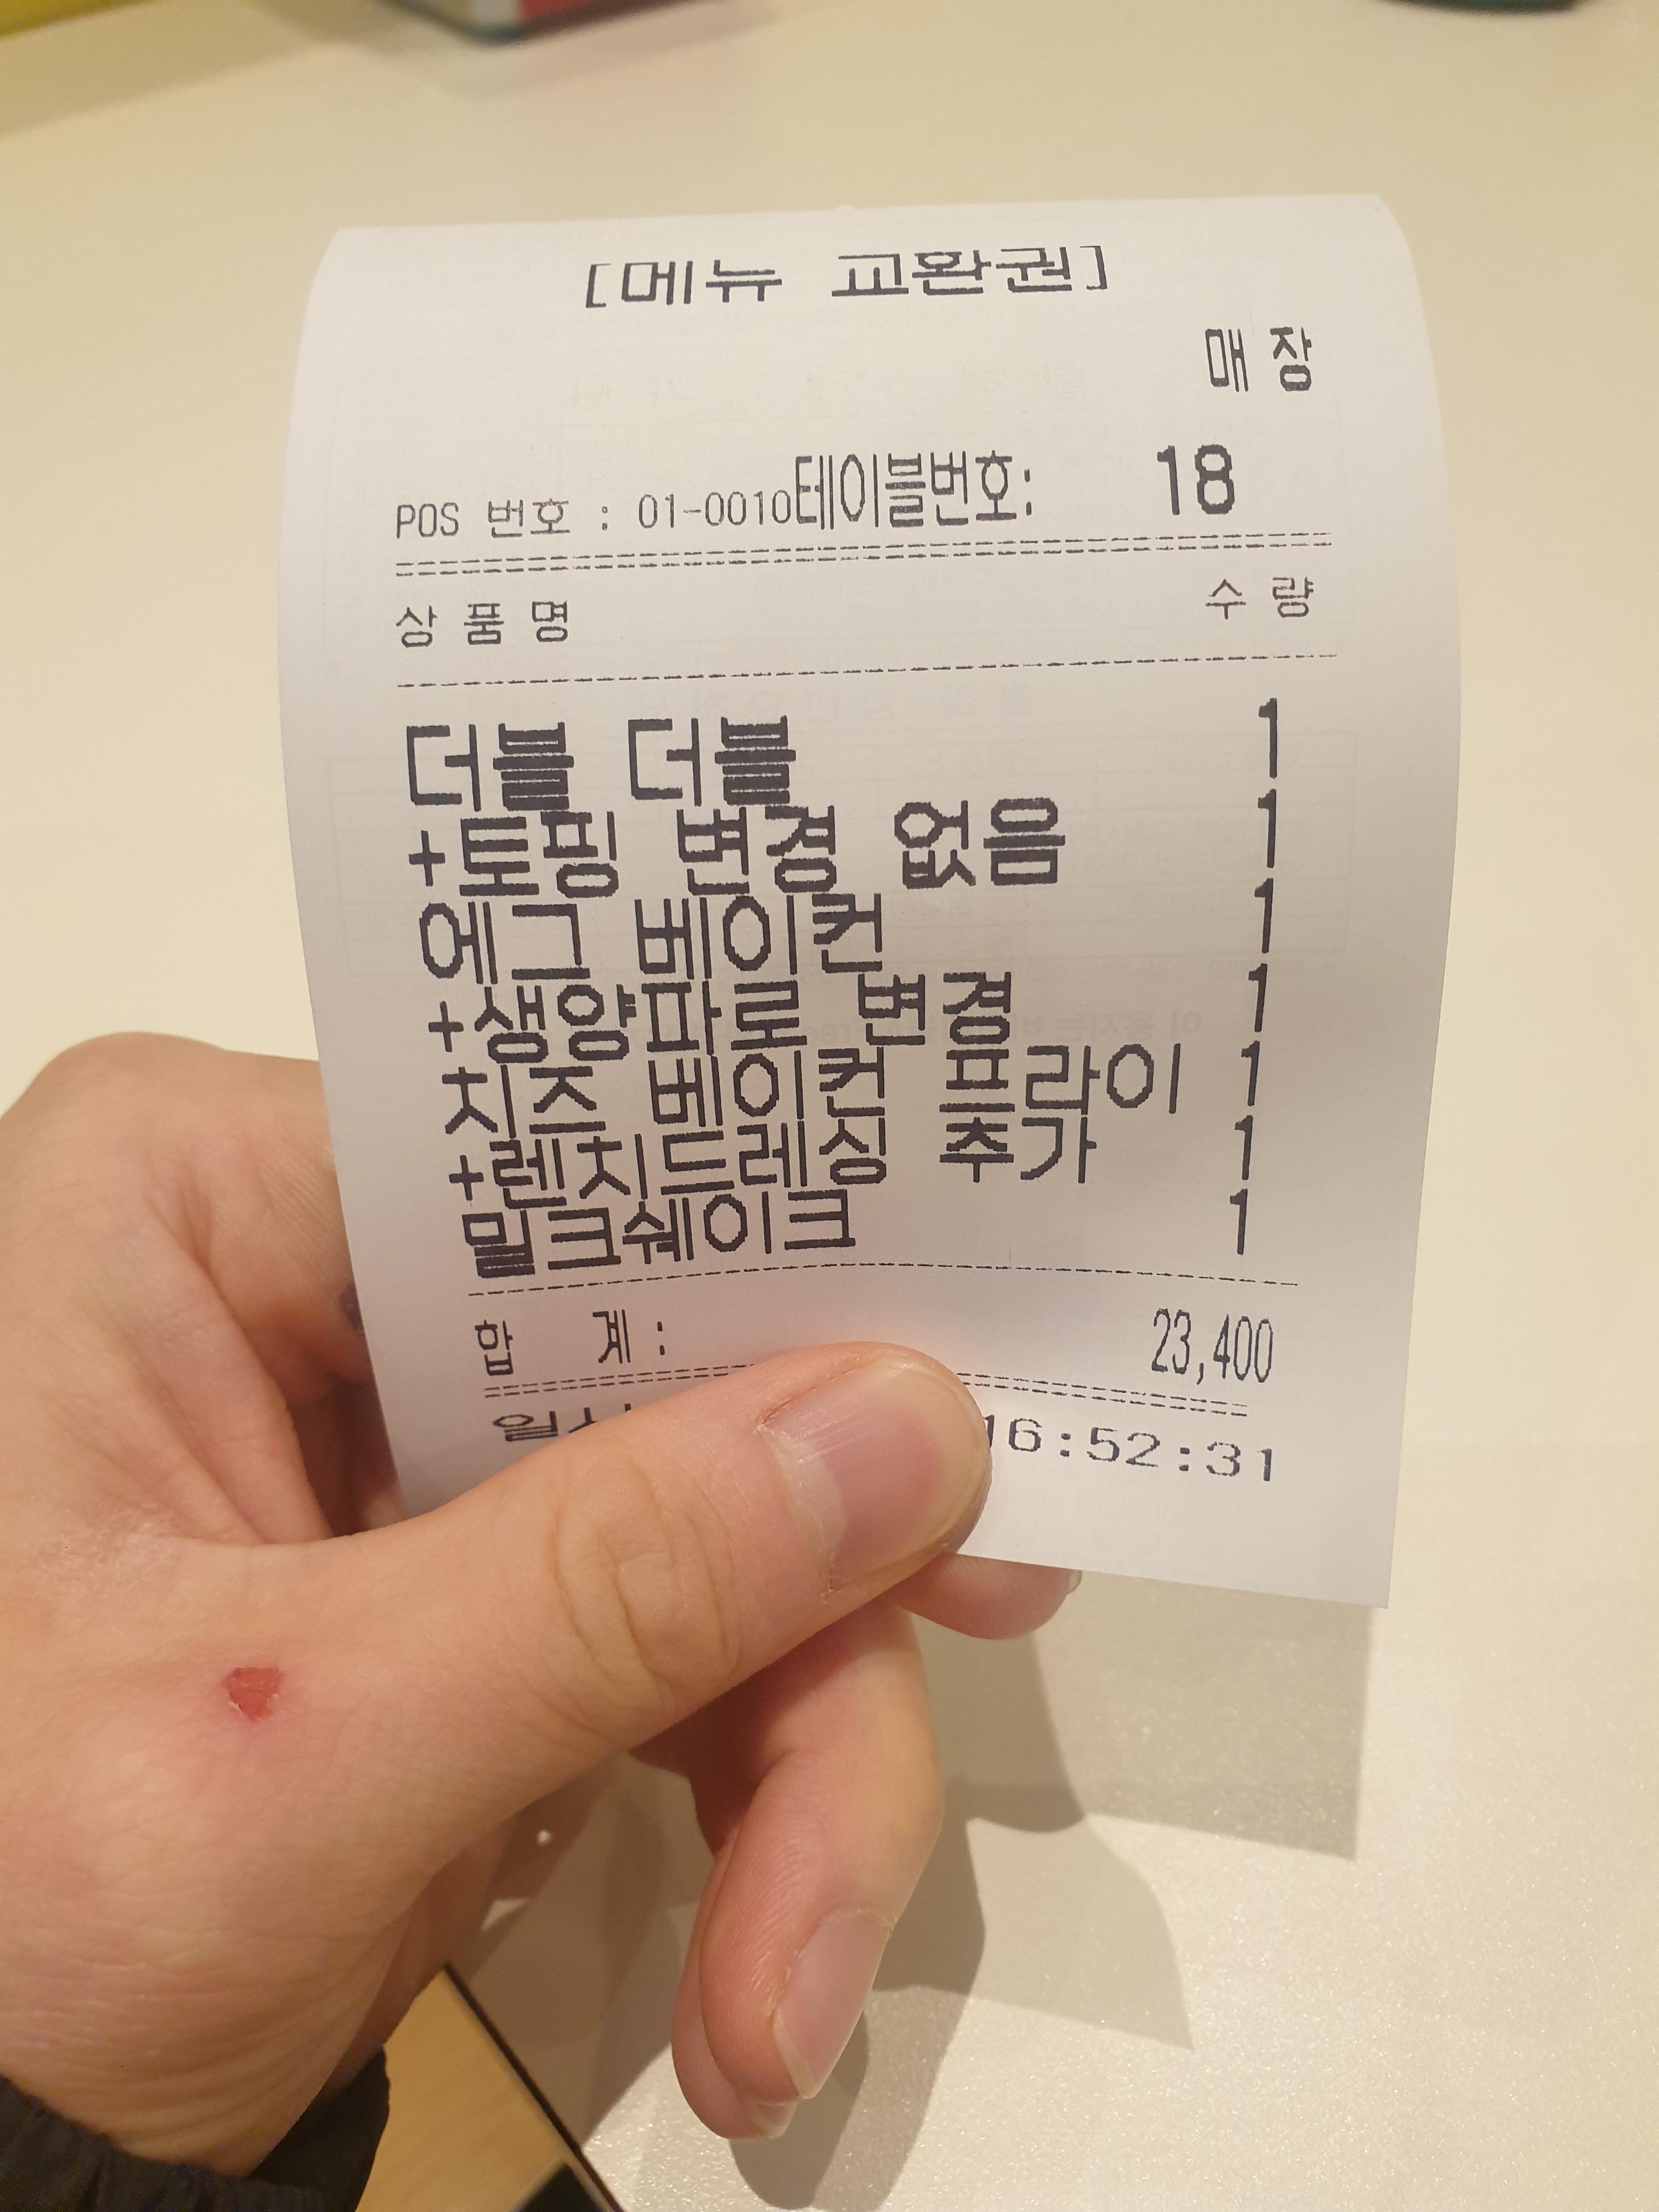 [메뉴 교환권]
매 장
POS 번호 : 01-0010테이블번호: 18
상 품 명 수 량
더블 더블 1
+토핑 변경 없음 1
에그 베이컨 1
+생양파로 변경 1
치즈 베이컨 프라이 1
+렌치드레싱 추가 1
밀크쉐이크 1
합 계: 23,400
16:52:31